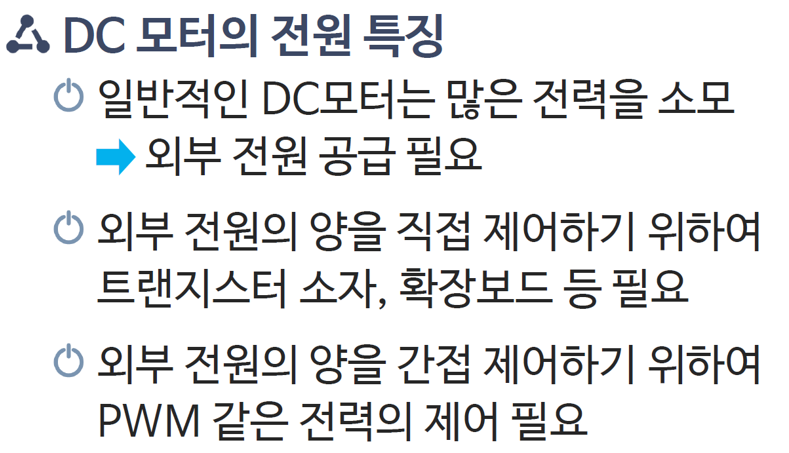 DC 모터의 전원 특징
일반적인 DC모터는 많은 전력을 소모
외부 전원 공급 필요
외부 전원의 양을 직접 제어하기 위하여
트랜지스터 소자, 확장보드 등 필요
외부 전원의 양을 간접 제어하기 위하여
PWM 같은 전력의 제어 필요